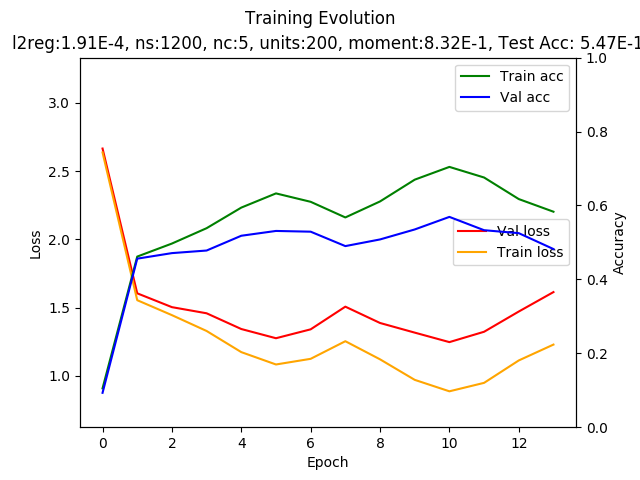 Training Evolution
l2reg:1.91E-4, ns:1200, nc:5, units:200, moment:8.32E-1, Test Acc: 5.47E-1
Train acc
Val acc
Val loss
Train loss
Loss
3.0
2.5
2.0
1.5
1.0
Accuracy
1.0
0.8
0.6
0.4
0.2
0.0
0 2 4 6 8 10 12
Epoch